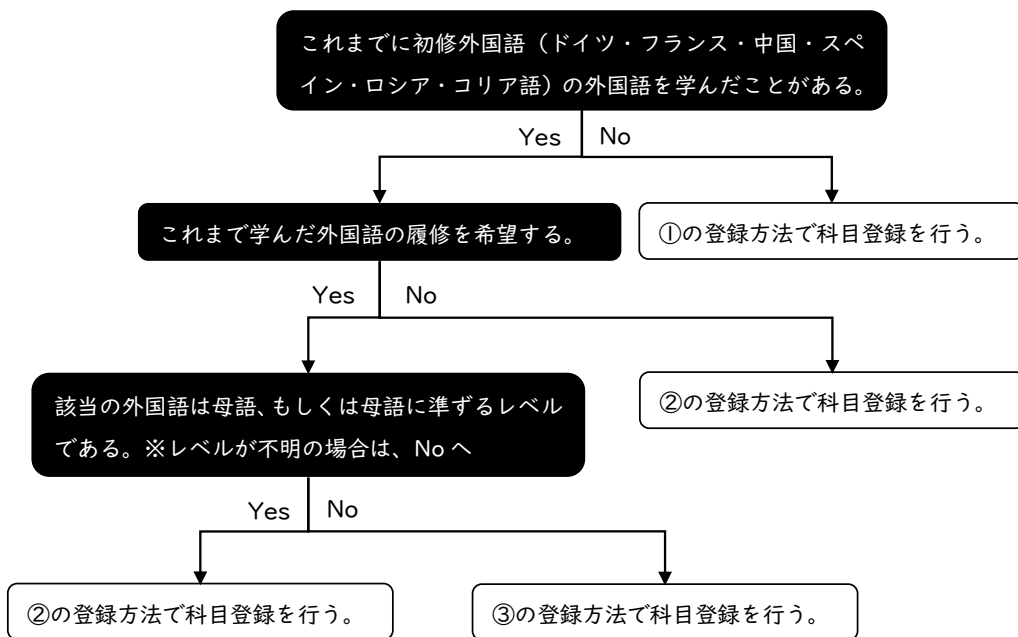 これまでに初修外国語（ドイツ・フランス・中国・スペ
イン・ロシア・コリア語）の外国語を学んだことがある。
Yes
No
これまで学んだ外国語の履修を希望する。
①の登録方法で科目登録を行う。
Yes
No
該当の外国語は母語、もしくは母語に準ずるレベル
である。※レベルが不明の場合は、No へ
②の登録方法で科目登録を行う。
Yes
No
②の登録方法で科目登録を行う。
③の登録方法で科目登録を行う。